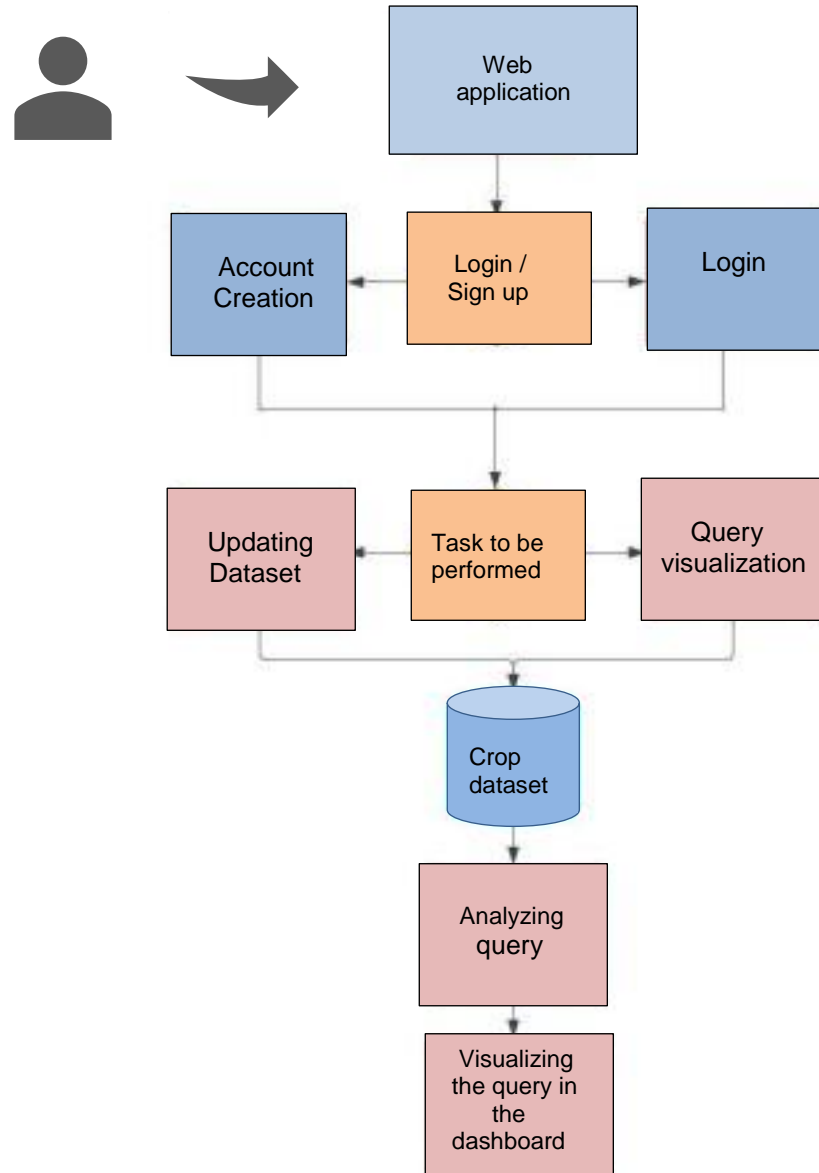 Web
application
Account
Creation
Login /
Sign up
Login
Updating
Dataset
Task to be
performed
Query
visualization
Crop
dataset
Analyzing
query
Visualizing
the query in
the
dashboard